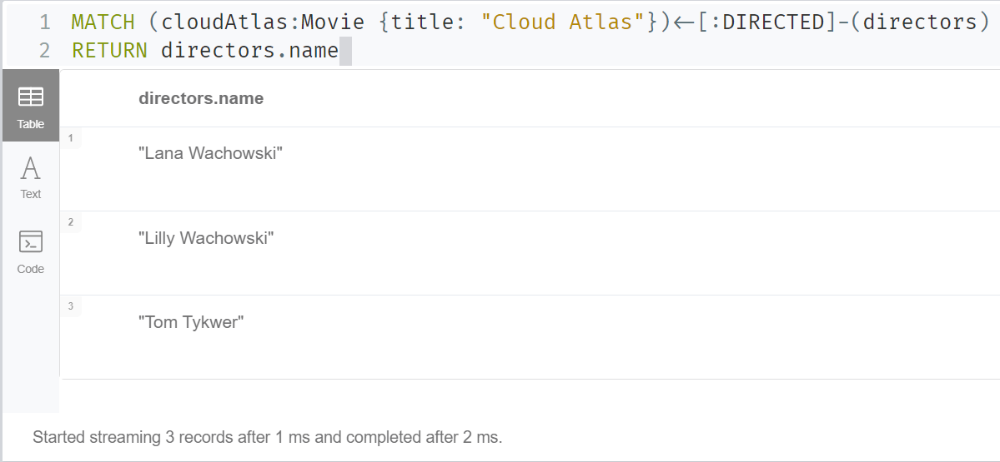 1 MATCH (cloudAtlas:Movie {title: "Cloud Atlas"})<-[:DIRECTED]-(directors)
2 RETURN directors.name
Table
directors.name
1
"Lana Wachowski"
Text
2
"Lilly Wachowski"
Code
3
"Tom Tykwer"
Started streaming 3 records after 1 ms and completed after 2 ms.